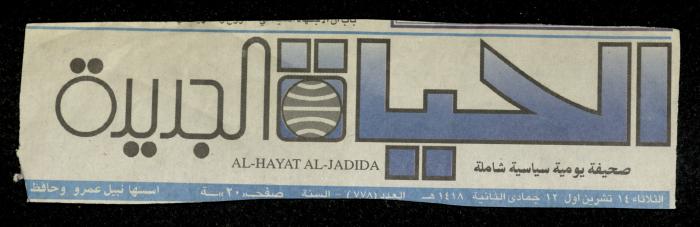 الحياة الجديدة
AL-HAYAT AL-JADIDA
صحيفة يومية سياسية شاملة
الثلاثاء ١٤ تشرين اول ١٢ جمادى الثانية ١٤١٨ هـ العدد (٧٧٨) - السنة «٢٠» صفحــة اسسها نبيل عمرو وحافظ